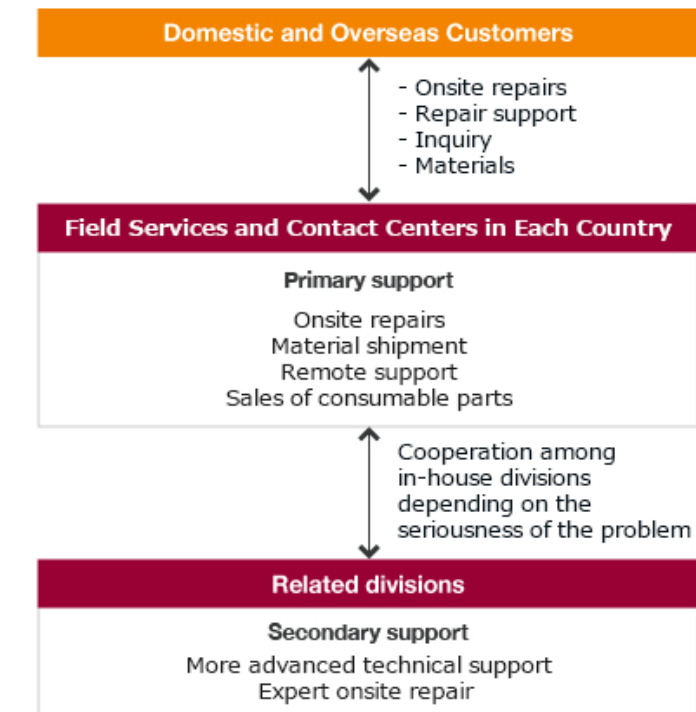 Domestic and Overseas Customers
- Onsite repairs
- Repair support
- Inquiry
- Materials
Field Services and Contact Centers in Each Country
Primary support
Onsite repairs
Material shipment
Remote support
Sales of consumable parts
Cooperation among
in-house divisions
depending on the
seriousness of the problem
Related divisions
Secondary support
More advanced technical support
Expert onsite repair